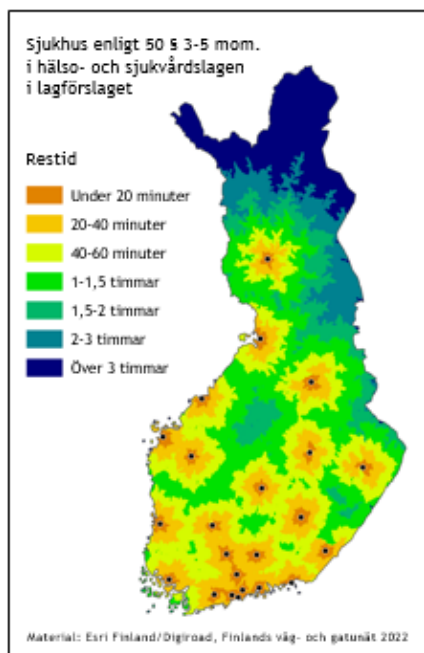 Sjukhus enligt 50 § 3-5 mom.
i hälso- och sjukvårdslagen
i lagförslaget
Restid
Under 20 minuter
20-40 minuter
40-60 minuter
1-1,5 timmar
1,5-2 timmar
2-3 timmar
Över 3 timmar
Material: Esri Finland/Digiroad, Finlands väg- och gatunät 2022